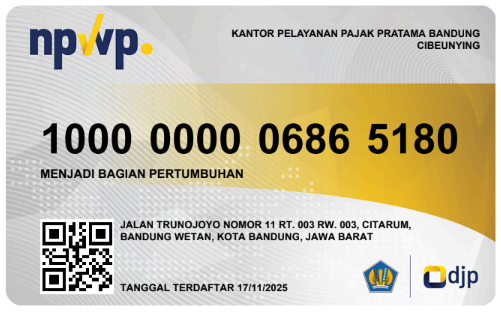 npwp.
KANTOR PELAYANAN PAJAK PRATAMA BANDUNG
CIBEUNYING
1000 0000 0686 5180
MENJADI BAGIAN PERTUMBUHAN
JALAN TRUNOJOYO NOMOR 11 RT. 003 RW. 003, CITARUM,
BANDUNG WETAN, KOTA BANDUNG, JAWA BARAT
TANGGAL TERDAFTAR 17/11/2025
djp